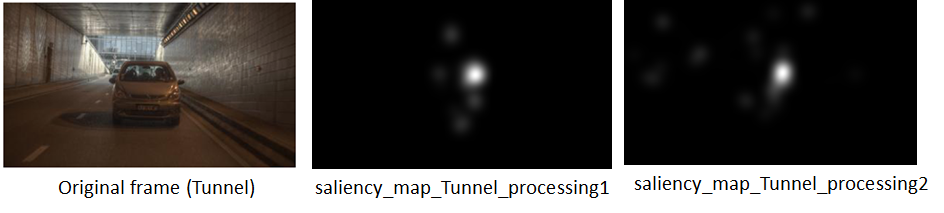 Original frame (Tunnel)
saliency_map_Tunnel_processing1
saliency_map_Tunnel_processing2